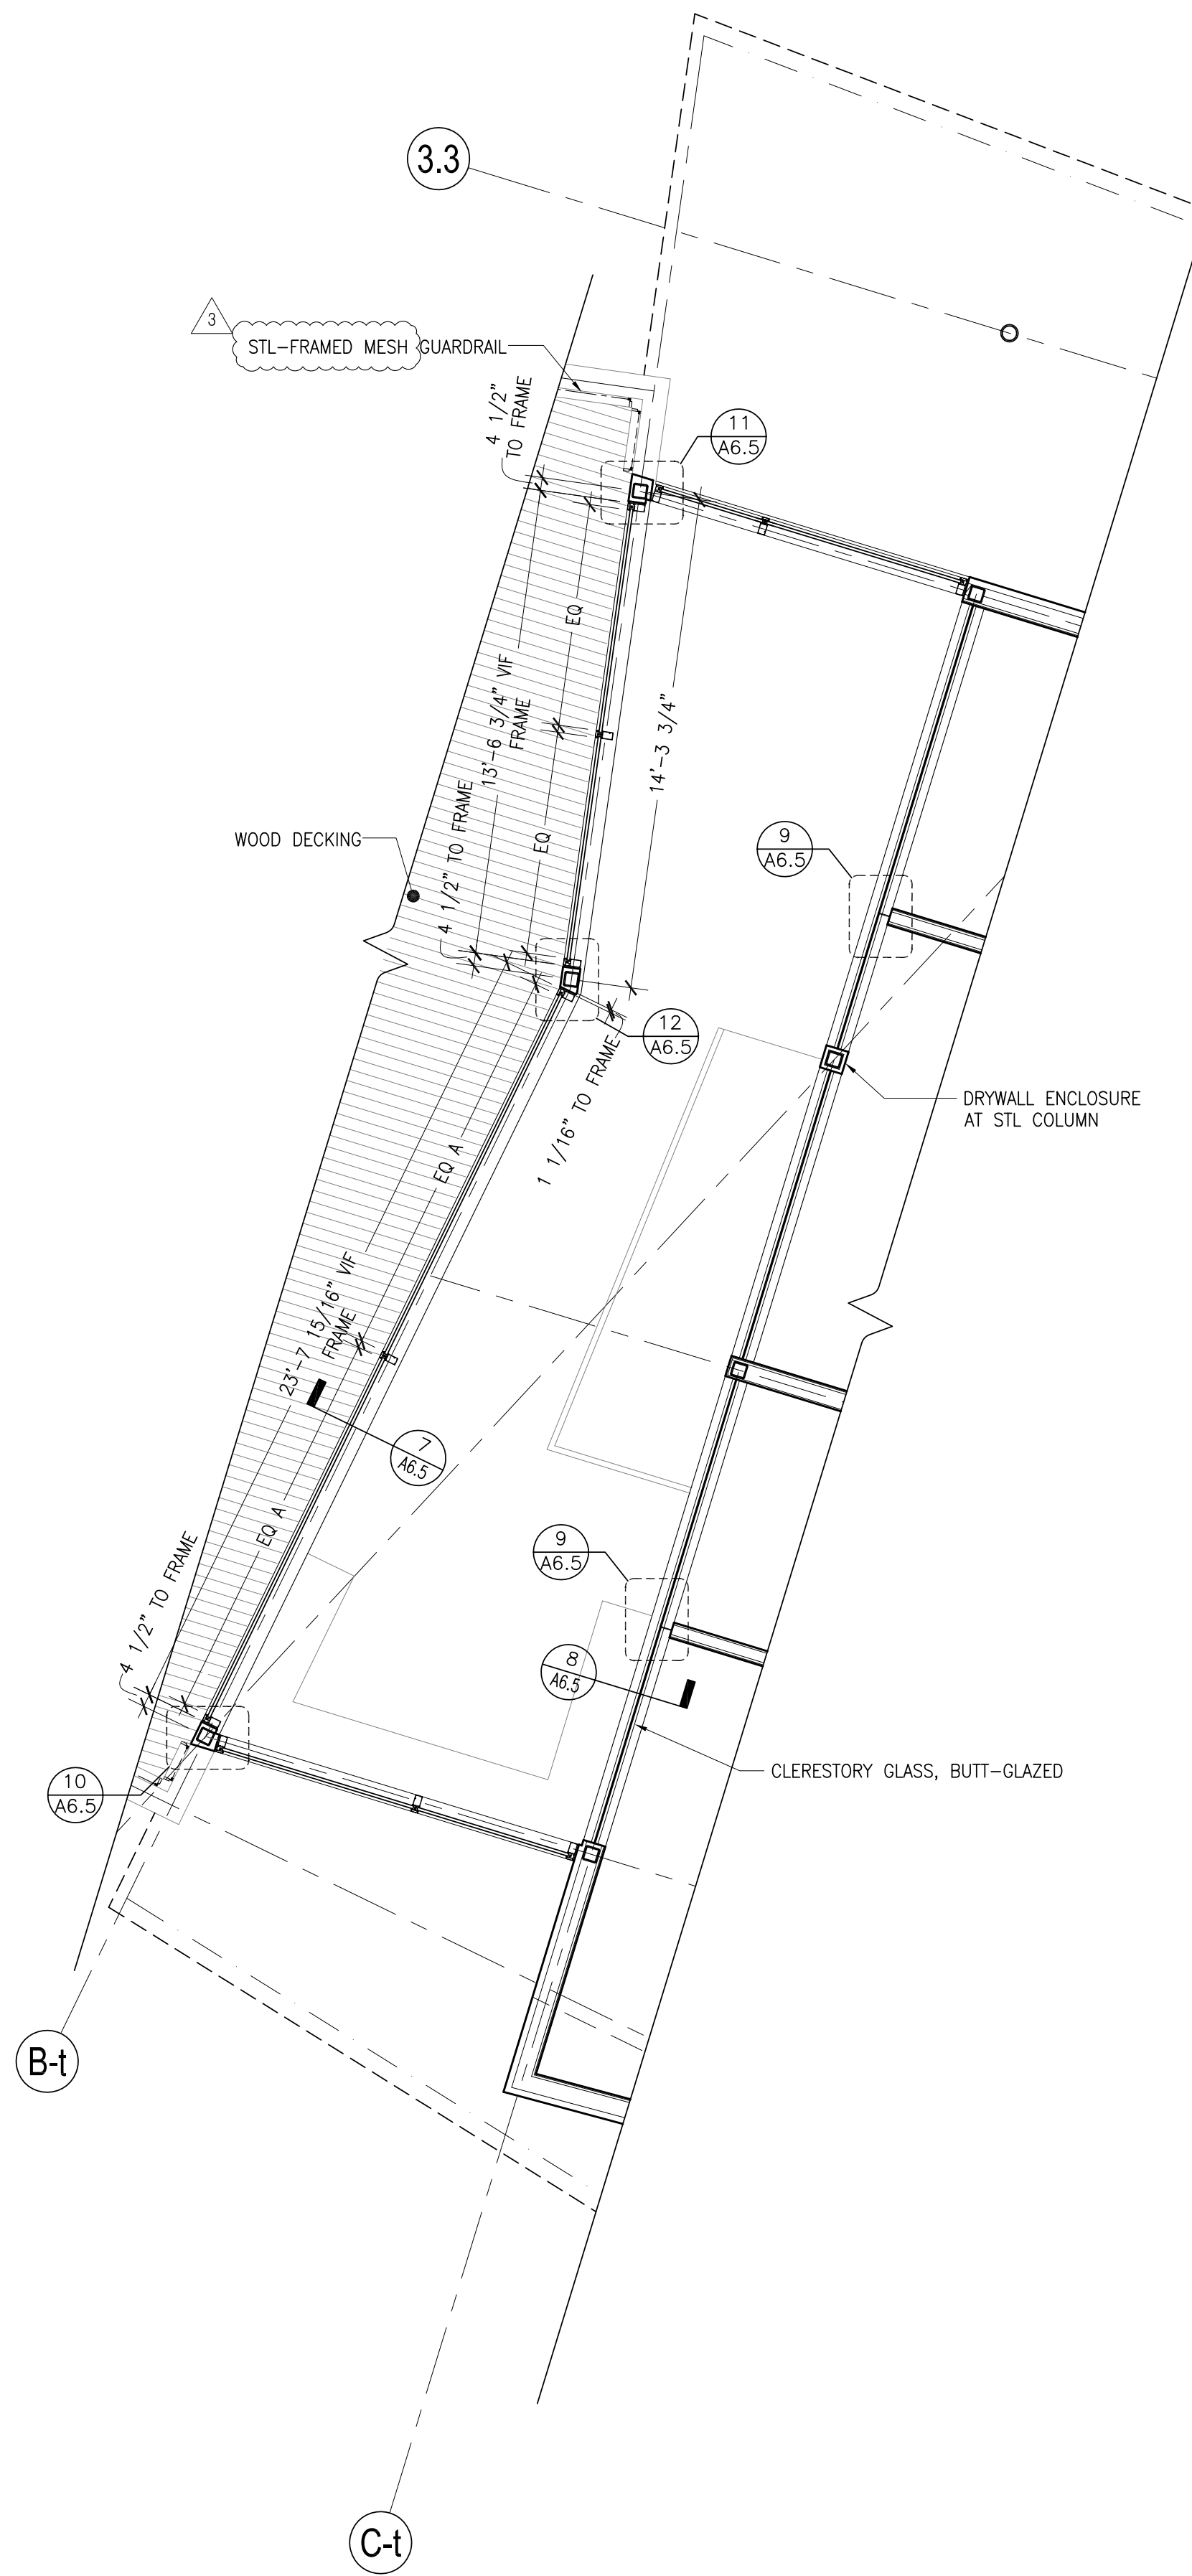 3.3
3
STL-FRAMED MESH GUARDRAIL
4 1/2"
TO FRAME
11
A6.5
EQ
13'-6 3/4" VIF
FRAME
14'-3 3/4"
4 1/2" TO FRAME
EQ
WOOD DECKING
9
A6.5
12
A6.5
1 1/16" TO FRAME
DRYWALL ENCLOSURE
AT STL COLUMN
EQ A
23'-7 15/16" VIF
FRAME
7
A6.5
EQ A
4 1/2" TO FRAME
9
A6.5
8
A6.5
CLERESTORY GLASS, BUTT-GLAZED
10
A6.5
B-t
C-t